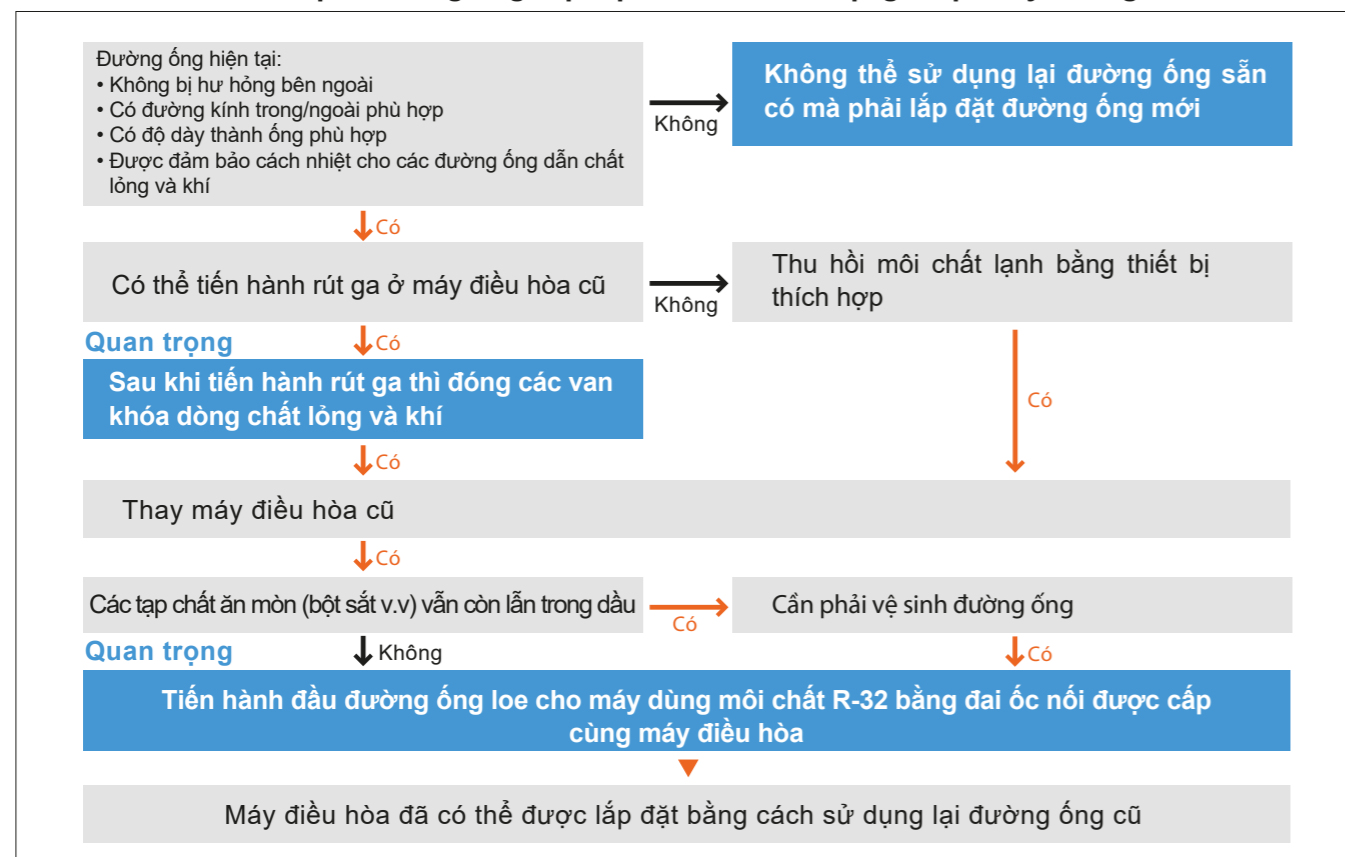 Đường ống hiện tại:
• Không bị hư hỏng bên ngoài
• Có đường kính trong/ngoài phù hợp
• Có độ dày thành ống phù hợp
• Được đảm bảo cách nhiệt cho các đường ống dẫn chất
lỏng và khí
Không
Không thể sử dụng lại đường ống sẵn
có mà phải lắp đặt đường ống mới
Có
Có thể tiến hành rút ga ở máy điều hòa cũ
Không
Thu hồi môi chất lạnh bằng thiết bị
thích hợp
Quan trọng
Có
Sau khi tiến hành rút ga thì đóng các van
khóa dòng chất lỏng và khí
Có
Có
Thay máy điều hòa cũ
Có
Các tạp chất ăn mòn (bột sắt v.v) vẫn còn lẫn trong dầu
Có
Cần phải vệ sinh đường ống
Quan trọng
Không
Có
Tiến hành đầu đường ống loe cho máy dùng môi chất R-32 bằng đai ốc nối được cấp
cùng máy điều hòa
Máy điều hòa đã có thể được lắp đặt bằng cách sử dụng lại đường ống cũ